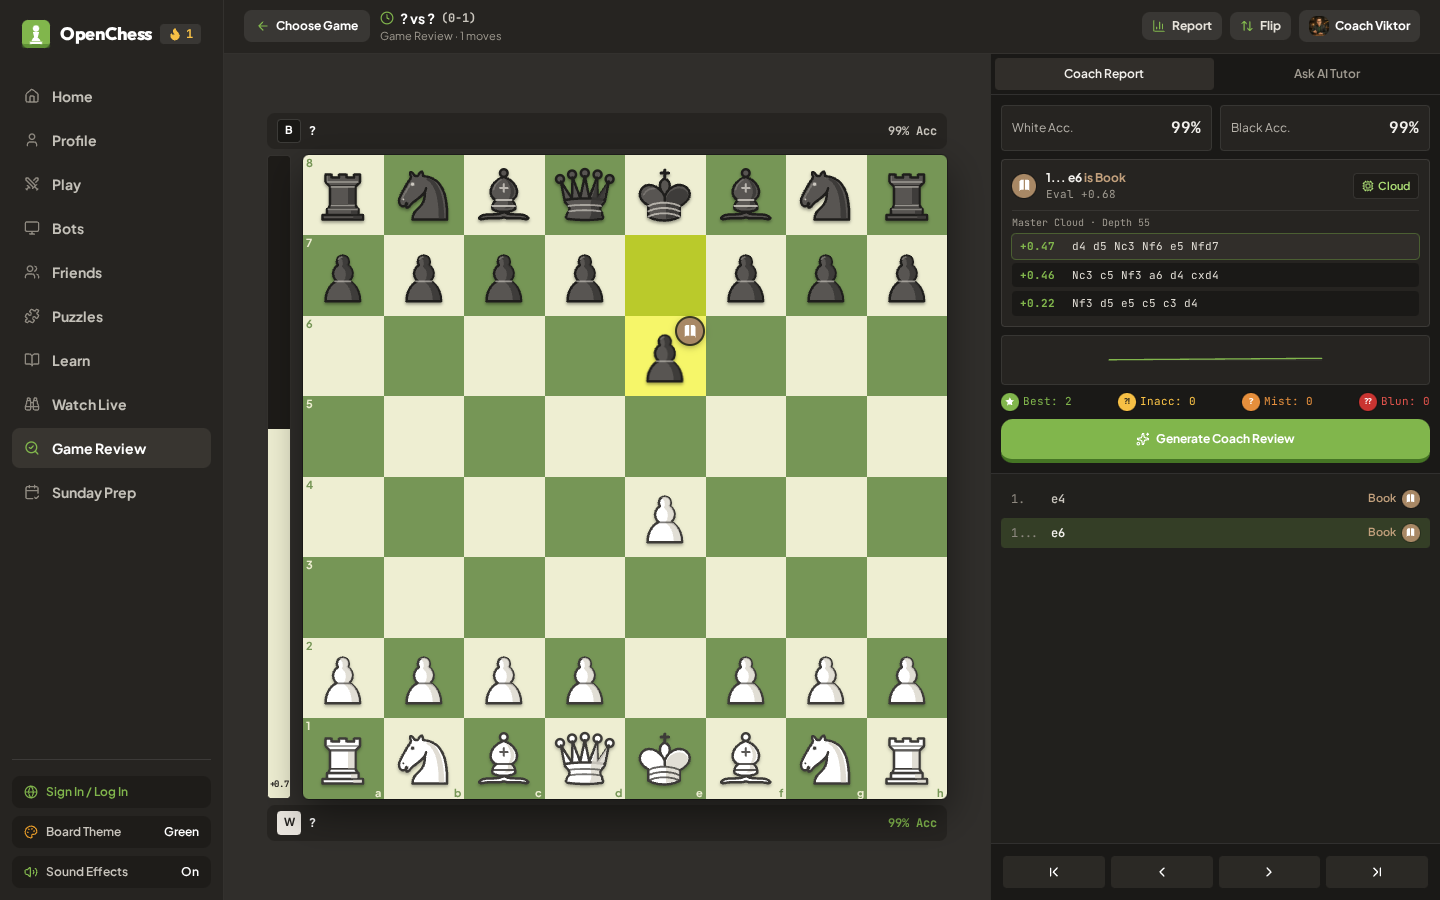 OpenChess
1
Home
Profile
Play
Bots
Friends
Puzzles
Learn
Watch Live
Game Review
Sunday Prep
Sign In / Log In
Board Theme Green
Sound Effects On
Choose Game
? vs ? (0-1)
Game Review · 1 moves
Report
Flip
Coach Viktor
B ? 99% Acc
8
7
6
5
4
3
2
1
a b c d e f g h
+0.7
W ? 99% Acc
Coach Report
Ask AI Tutor
White Acc. 99%
Black Acc. 99%
1... e6 is Book
Eval +0.68
Cloud
Master Cloud · Depth 55
+0.47 d4 d5 Nc3 Nf6 e5 Nfd7
+0.46 Nc3 c5 Nf3 a6 d4 cxd4
+0.22 Nf3 d5 e5 c5 c3 d4
Best: 2
?! Inacc: 0
? Mist: 0
?? Blun: 0
Generate Coach Review
1. e4 Book
1... e6 Book